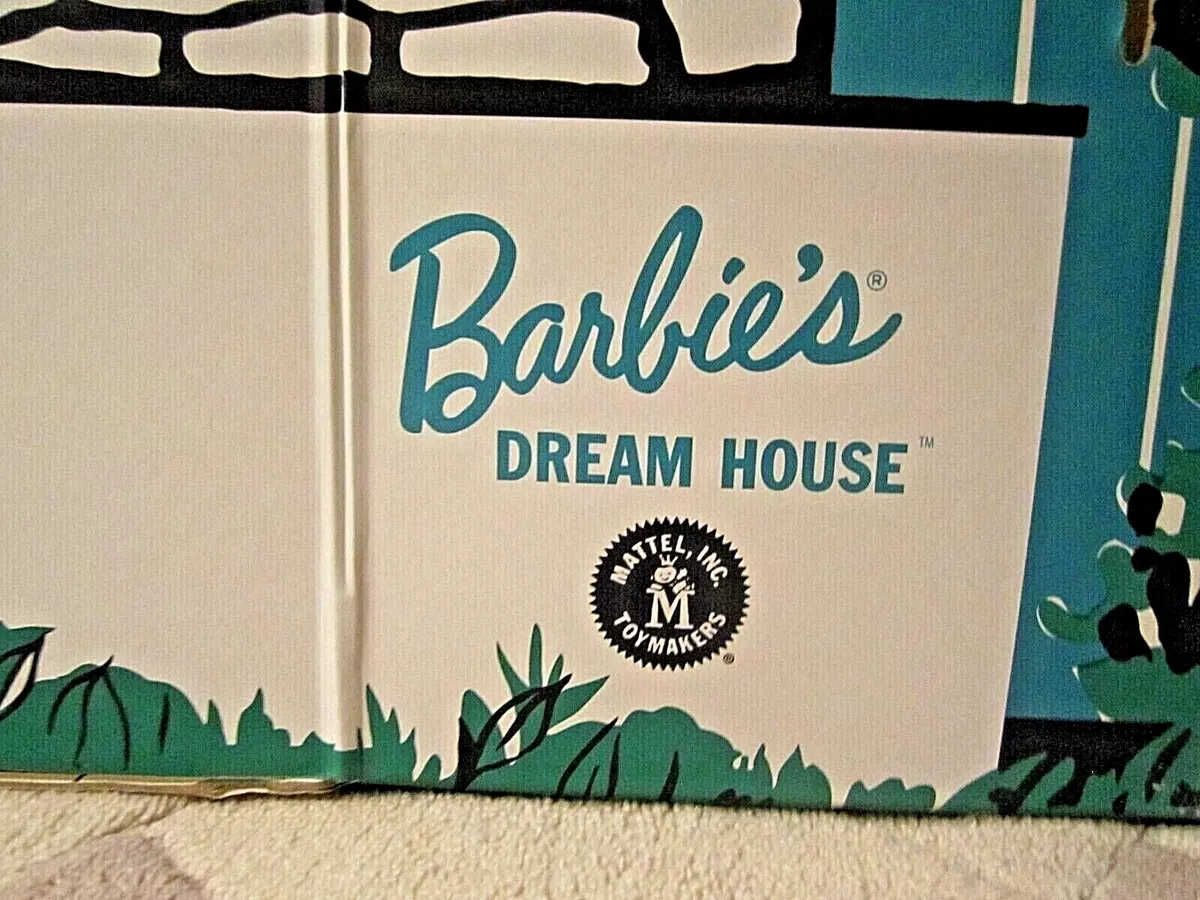 Barbie's®
DREAM HOUSE™
MATTEL, INC.
M
TOYMAKERS
®